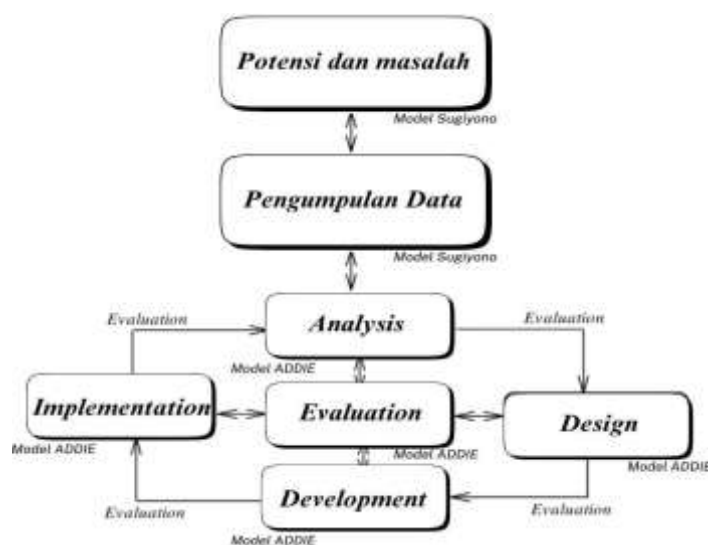 Potensi dan masalah
Model Sugiyono
Pengumpulan Data
Model Sugiyono
Evaluation
Analysis
Evaluation
Model ADDIE
Implementation
Evaluation
Design
Model ADDIE
Model ADDIE
Model ADDIE
Evaluation
Development
Evaluation
Model ADDIE